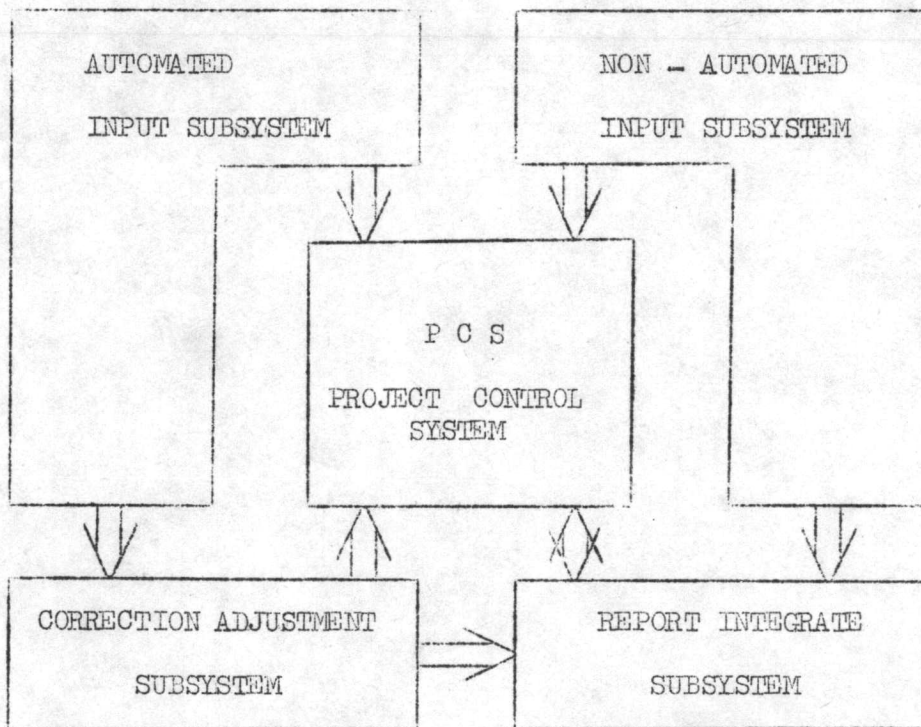 AUTOMATED
INPUT SUBSYSTEM
NON - AUTOMATED
INPUT SUBSYSTEM
P C S
PROJECT CONTROL
SYSTEM
CORRECTION ADJUSTMENT
SUBSYSTEM
REPORT INTEGRATE
SUBSYSTEM